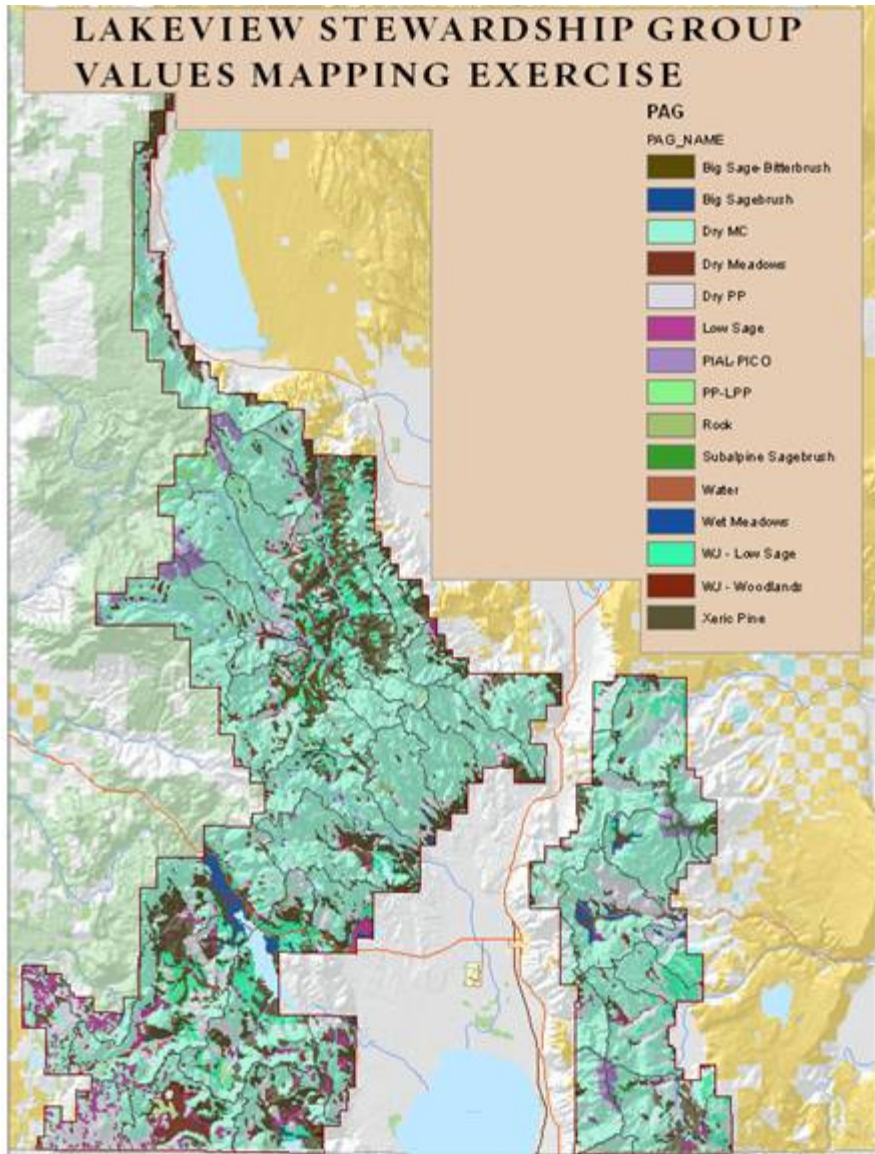 LAKEVIEW STEWARDSHIP GROUP
VALUES MAPPING EXERCISE
PAG
PAG_NAME
Big Sage-Bitterbrush
Big Sagebrush
Dry MC
Dry Meadows
Dry PP
Low Sage
PIAL-PICO
PP-LPP
Rock
Subalpine Sagebrush
Water
Wet Meadows
WJ - Low Sage
WJ - Woodlands
Xeric Pine